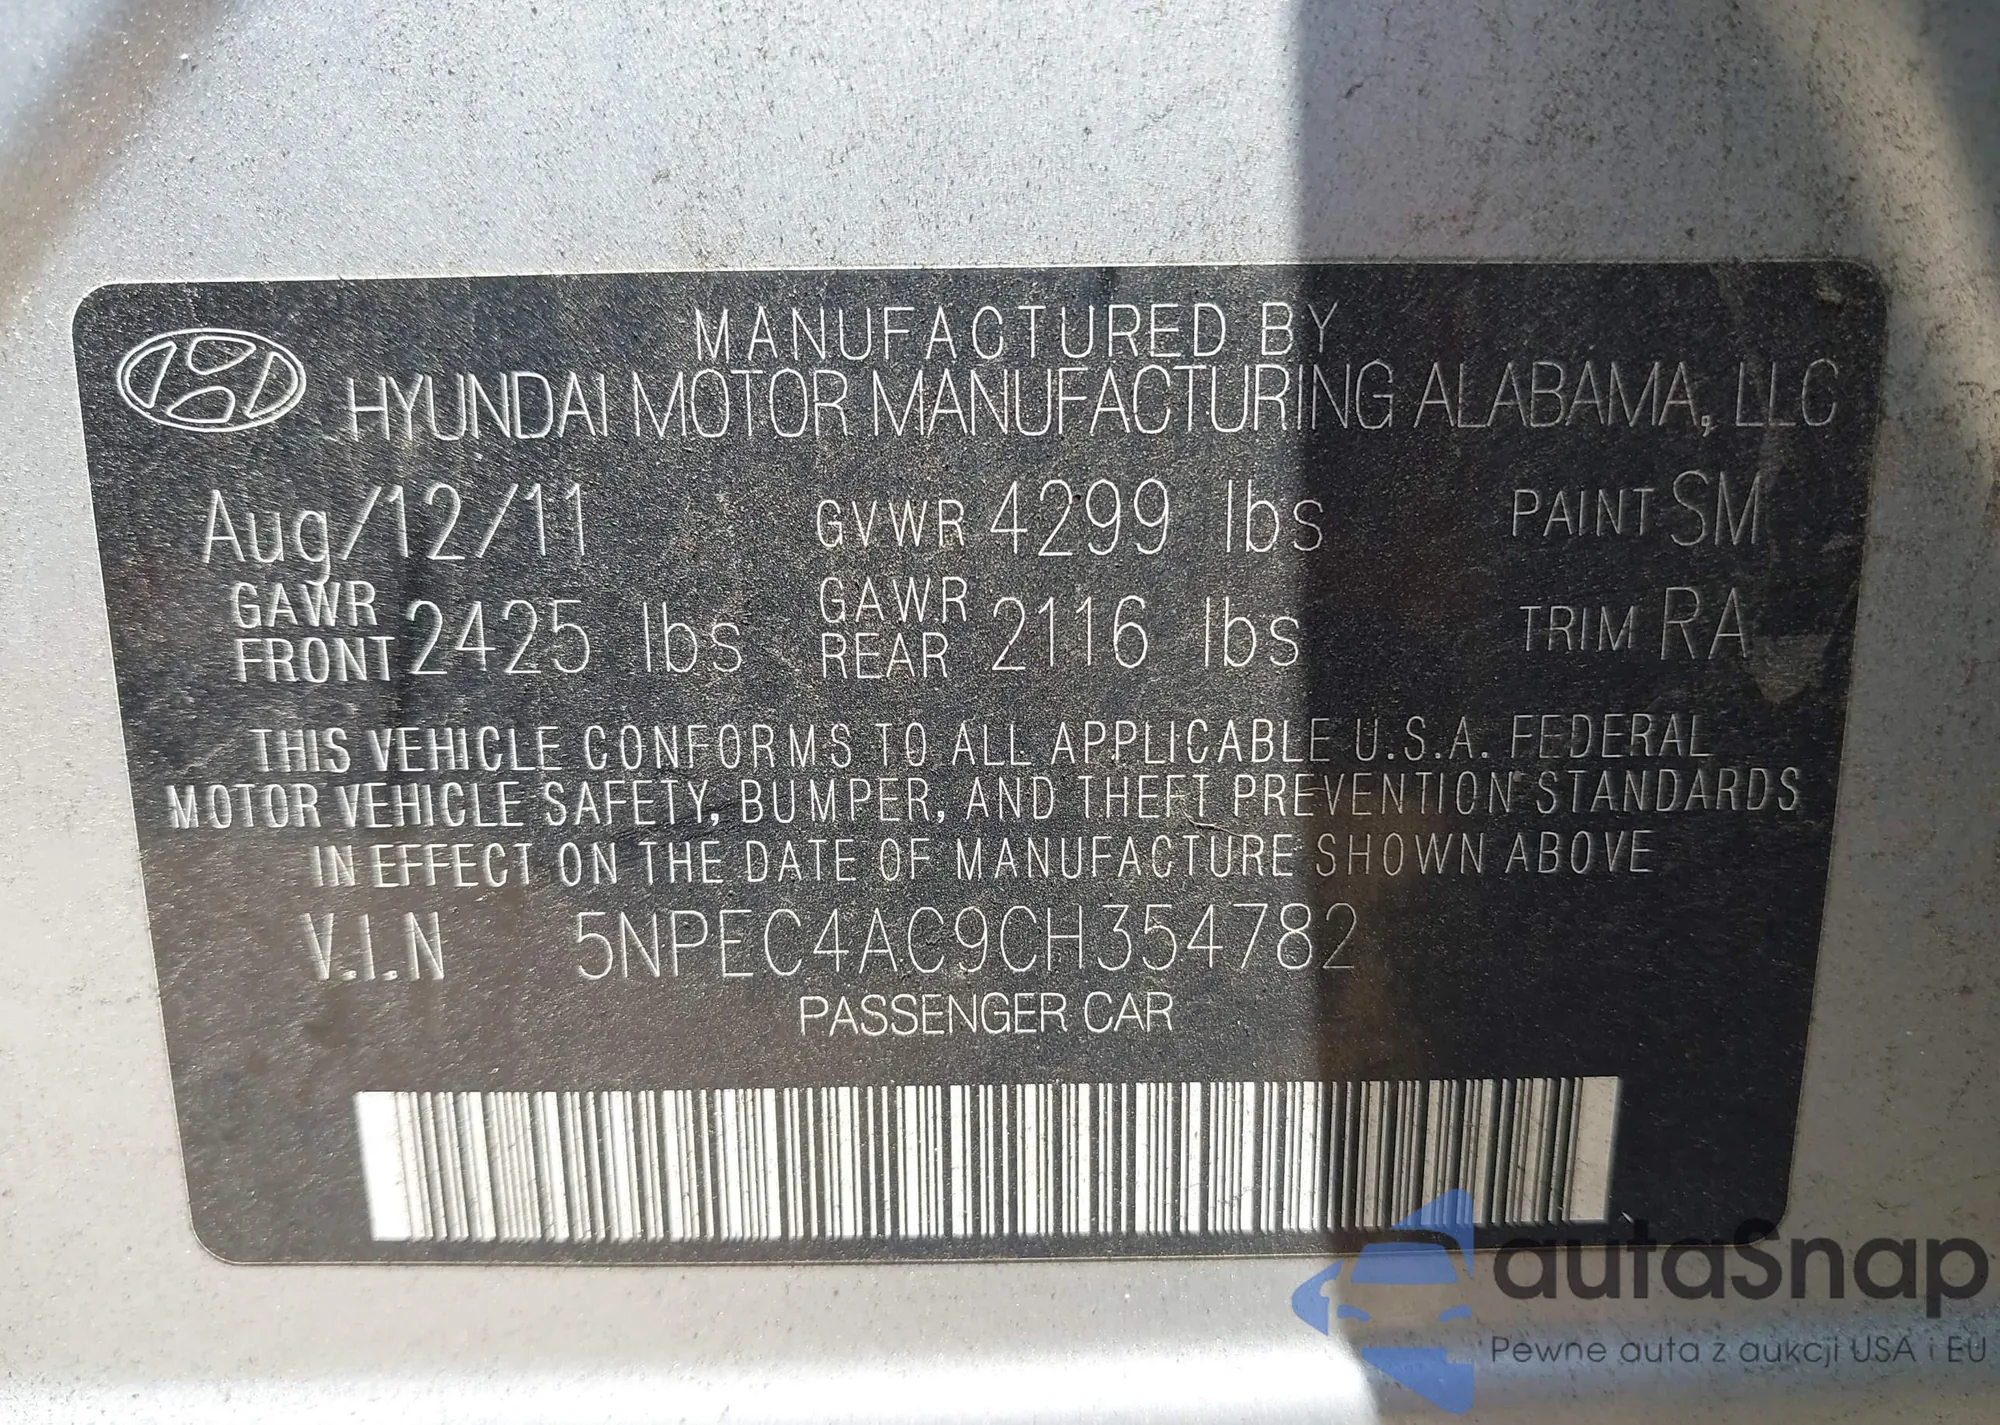 MANUFACTURED BY
HYUNDAI MOTOR MANUFACTURING ALABAMA, LLC
Aug/12/11 GVWR 4299 lbs PAINT SM
GAWR FRONT 2425 lbs GAWR REAR 2116 lbs TRIM RA
THIS VEHICLE CONFORMS TO ALL APPLICABLE U.S.A. FEDERAL
MOTOR VEHICLE SAFETY, BUMPER, AND THEFT PREVENTION STANDARDS
IN EFFECT ON THE DATE OF MANUFACTURE SHOWN ABOVE
V.I.N 5NPEC4AC9CH354782
PASSENGER CAR
autaSnap
Pewne auta z aukcji USA i EU